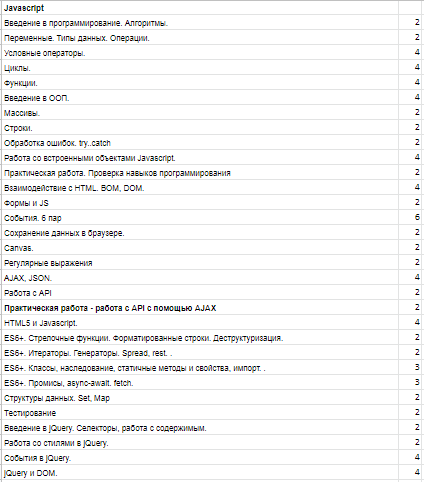 Javascript
Введение в программирование. Алгоритмы. 2
Переменные. Типы данных. Операции. 2
Условные операторы. 4
Циклы. 4
Функции. 4
Введение в ООП. 4
Массивы. 2
Строки. 2
Обработка ошибок. try..catch 2
Работа со встроенными объектами Javascript. 4
Практическая работа. Проверка навыков программирования 2
Взаимодействие с HTML. BOM, DOM. 4
Формы и JS 2
События. 6 пар 6
Сохранение данных в браузере. 2
Canvas. 2
Регулярные выражения 2
AJAX, JSON. 4
Работа с API 2
Практическая работа - работа с API с помощью AJAX 2
HTML5 и Javascript. 4
ES6+. Стрелочные функции. Форматированные строки. Деструктуризация. 2
ES6+. Итераторы. Генераторы. Spread, rest. . 2
ES6+. Классы, наследование, статичные методы и свойства, импорт. . 3
ES6+. Промисы, async-await. fetch. 3
Структуры данных. Set, Map 2
Тестирование 2
Введение в jQuery. Селекторы, работа с содержимым. 2
Работа со стилями в jQuery. 2
События в jQuery. 4
jQuery и DOM. 4